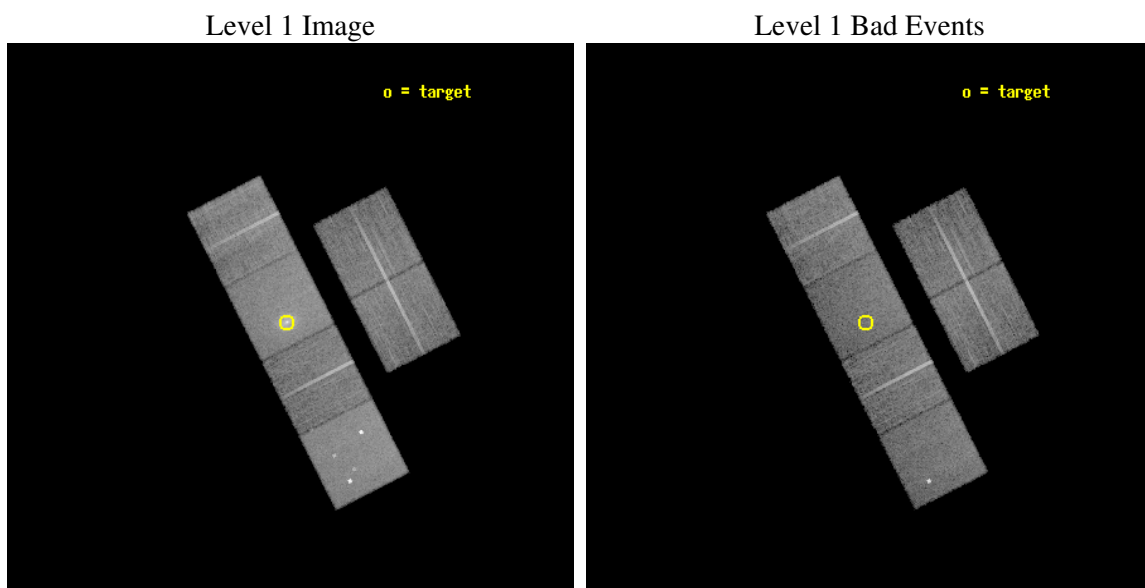 Level 1 Image
Level 1 Bad Events
o = target
o = target